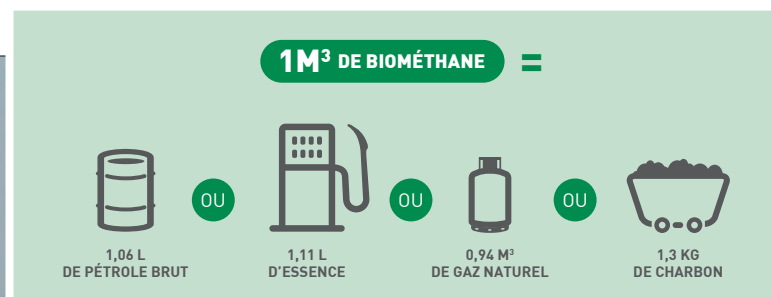 1M³ DE BIOMÉTHANE =
OU
OU
OU
1,06 L
DE PÉTROLE BRUT
1,11 L
D'ESSENCE
0,94 M³
DE GAZ NATUREL
1,3 KG
DE CHARBON